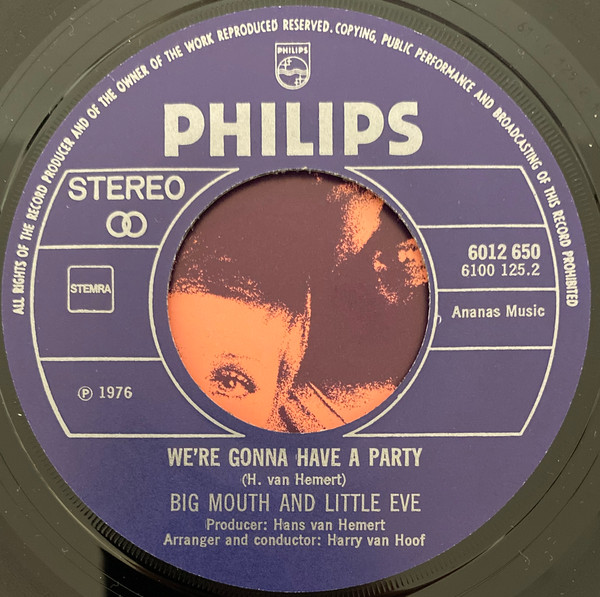 ALL RIGHTS OF THE RECORD PRODUCER AND OF THE OWNER OF THE WORK REPRODUCED RESERVED. COPYING, PUBLIC PERFORMANCE AND BROADCASTING OF THIS RECORD PROHIBITED
PHILIPS
PHILIPS
STEREO
6012 650
6100 125.2
STEMRA
Ananas Music
Ⓟ 1976
WE'RE GONNA HAVE A PARTY
(H. van Hemert)
BIG MOUTH AND LITTLE EVE
Producer: Hans van Hemert
Arranger and conductor: Harry van Hoof